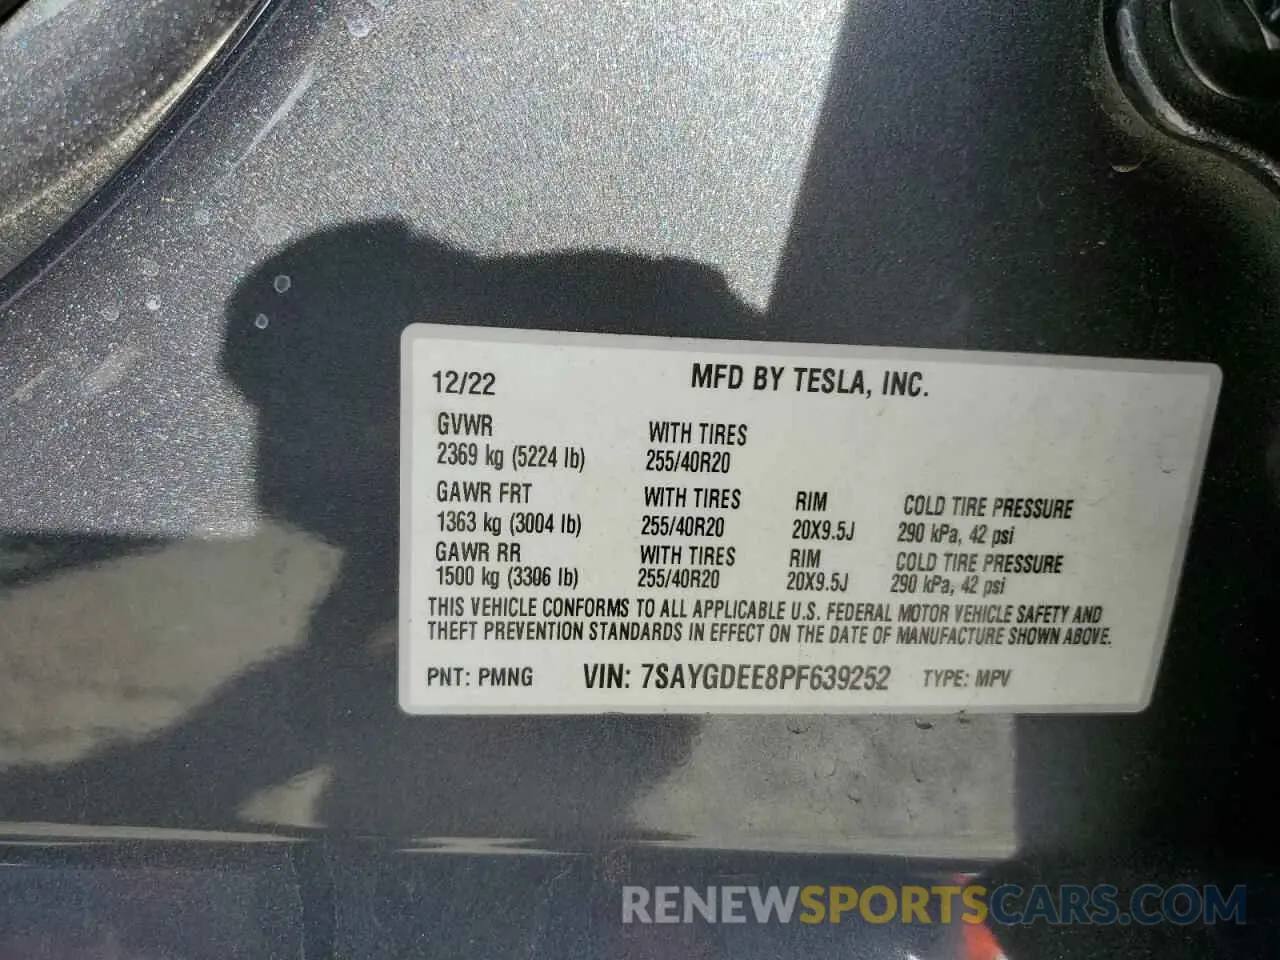 12/22 MFD BY TESLA, INC.
GVWR
2369 kg (5224 lb) WITH TIRES
255/40R20
GAWR FRT WITH TIRES RIM COLD TIRE PRESSURE
1363 kg (3004 lb) 255/40R20 20X9.5J 290 kPa, 42 psi
GAWR RR WITH TIRES RIM COLD TIRE PRESSURE
1500 kg (3306 lb) 255/40R20 20X9.5J 290 kPa, 42 psi
THIS VEHICLE CONFORMS TO ALL APPLICABLE U.S. FEDERAL MOTOR VEHICLE SAFETY AND
THEFT PREVENTION STANDARDS IN EFFECT ON THE DATE OF MANUFACTURE SHOWN ABOVE.
PNT: PMNG VIN: 7SAYGDEE8PF639252 TYPE: MPV
RENEWSPORTSCARS.COM